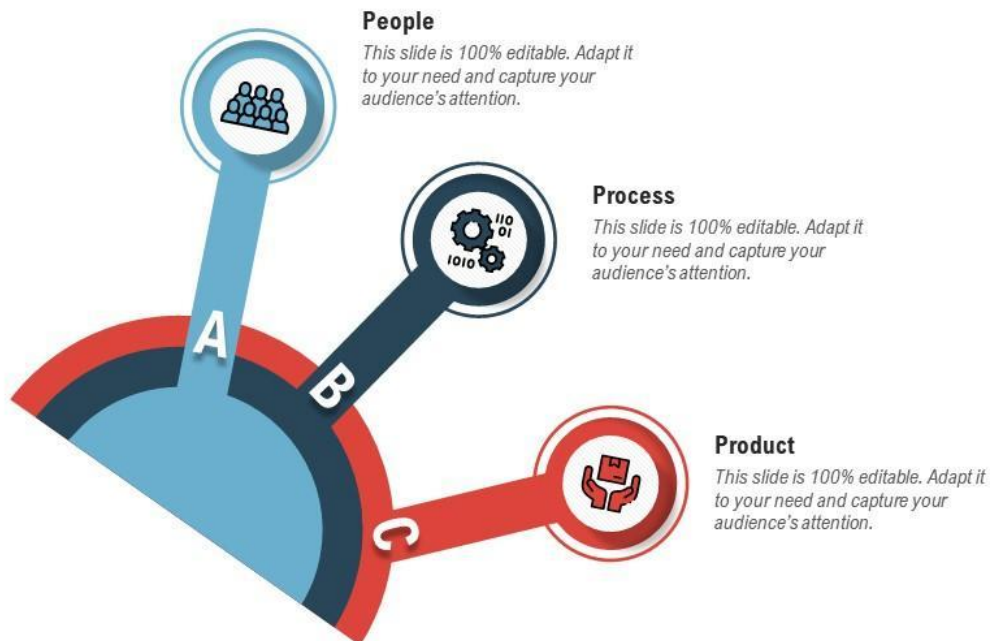 People
This slide is 100% editable. Adapt it
to your need and capture your
audience's attention.
A
Process
This slide is 100% editable. Adapt it
to your need and capture your
audience's attention.
110
01
1010
B
Product
This slide is 100% editable. Adapt it
to your need and capture your
audience's attention.
C